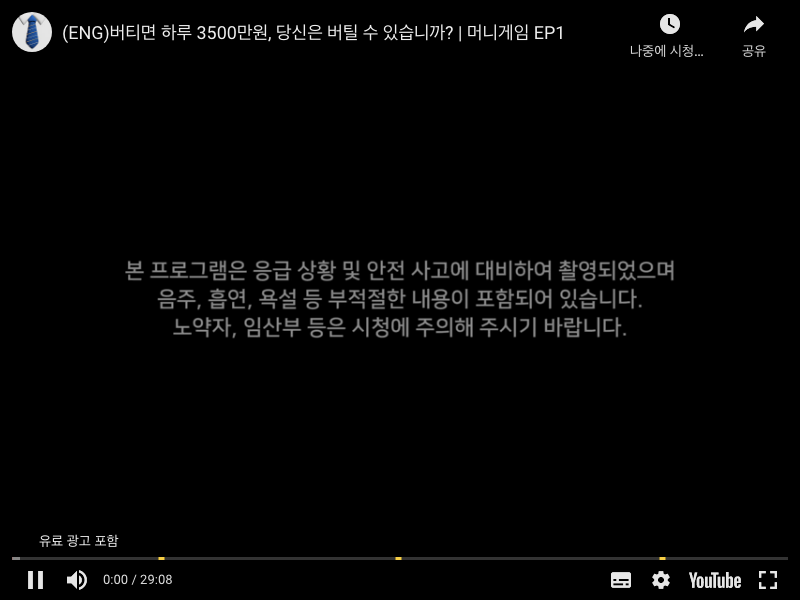 (ENG)버티면 하루 3500만원, 당신은 버틸 수 있습니까? | 머니게임 EP1
나중에 시청...
공유
본 프로그램은 응급 상황 및 안전 사고에 대비하여 촬영되었으며
음주, 흡연, 욕설 등 부적절한 내용이 포함되어 있습니다.
노약자, 임산부 등은 시청에 주의해 주시기 바랍니다.
유료 광고 포함
0:00 / 29:08
YouTube